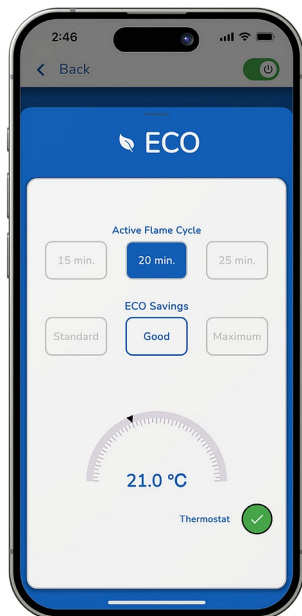 2:46
Back
ECO
Active Flame Cycle
15 min. 20 min. 25 min.
ECO Savings
Standard Good Maximum
21.0 °C
Thermostat